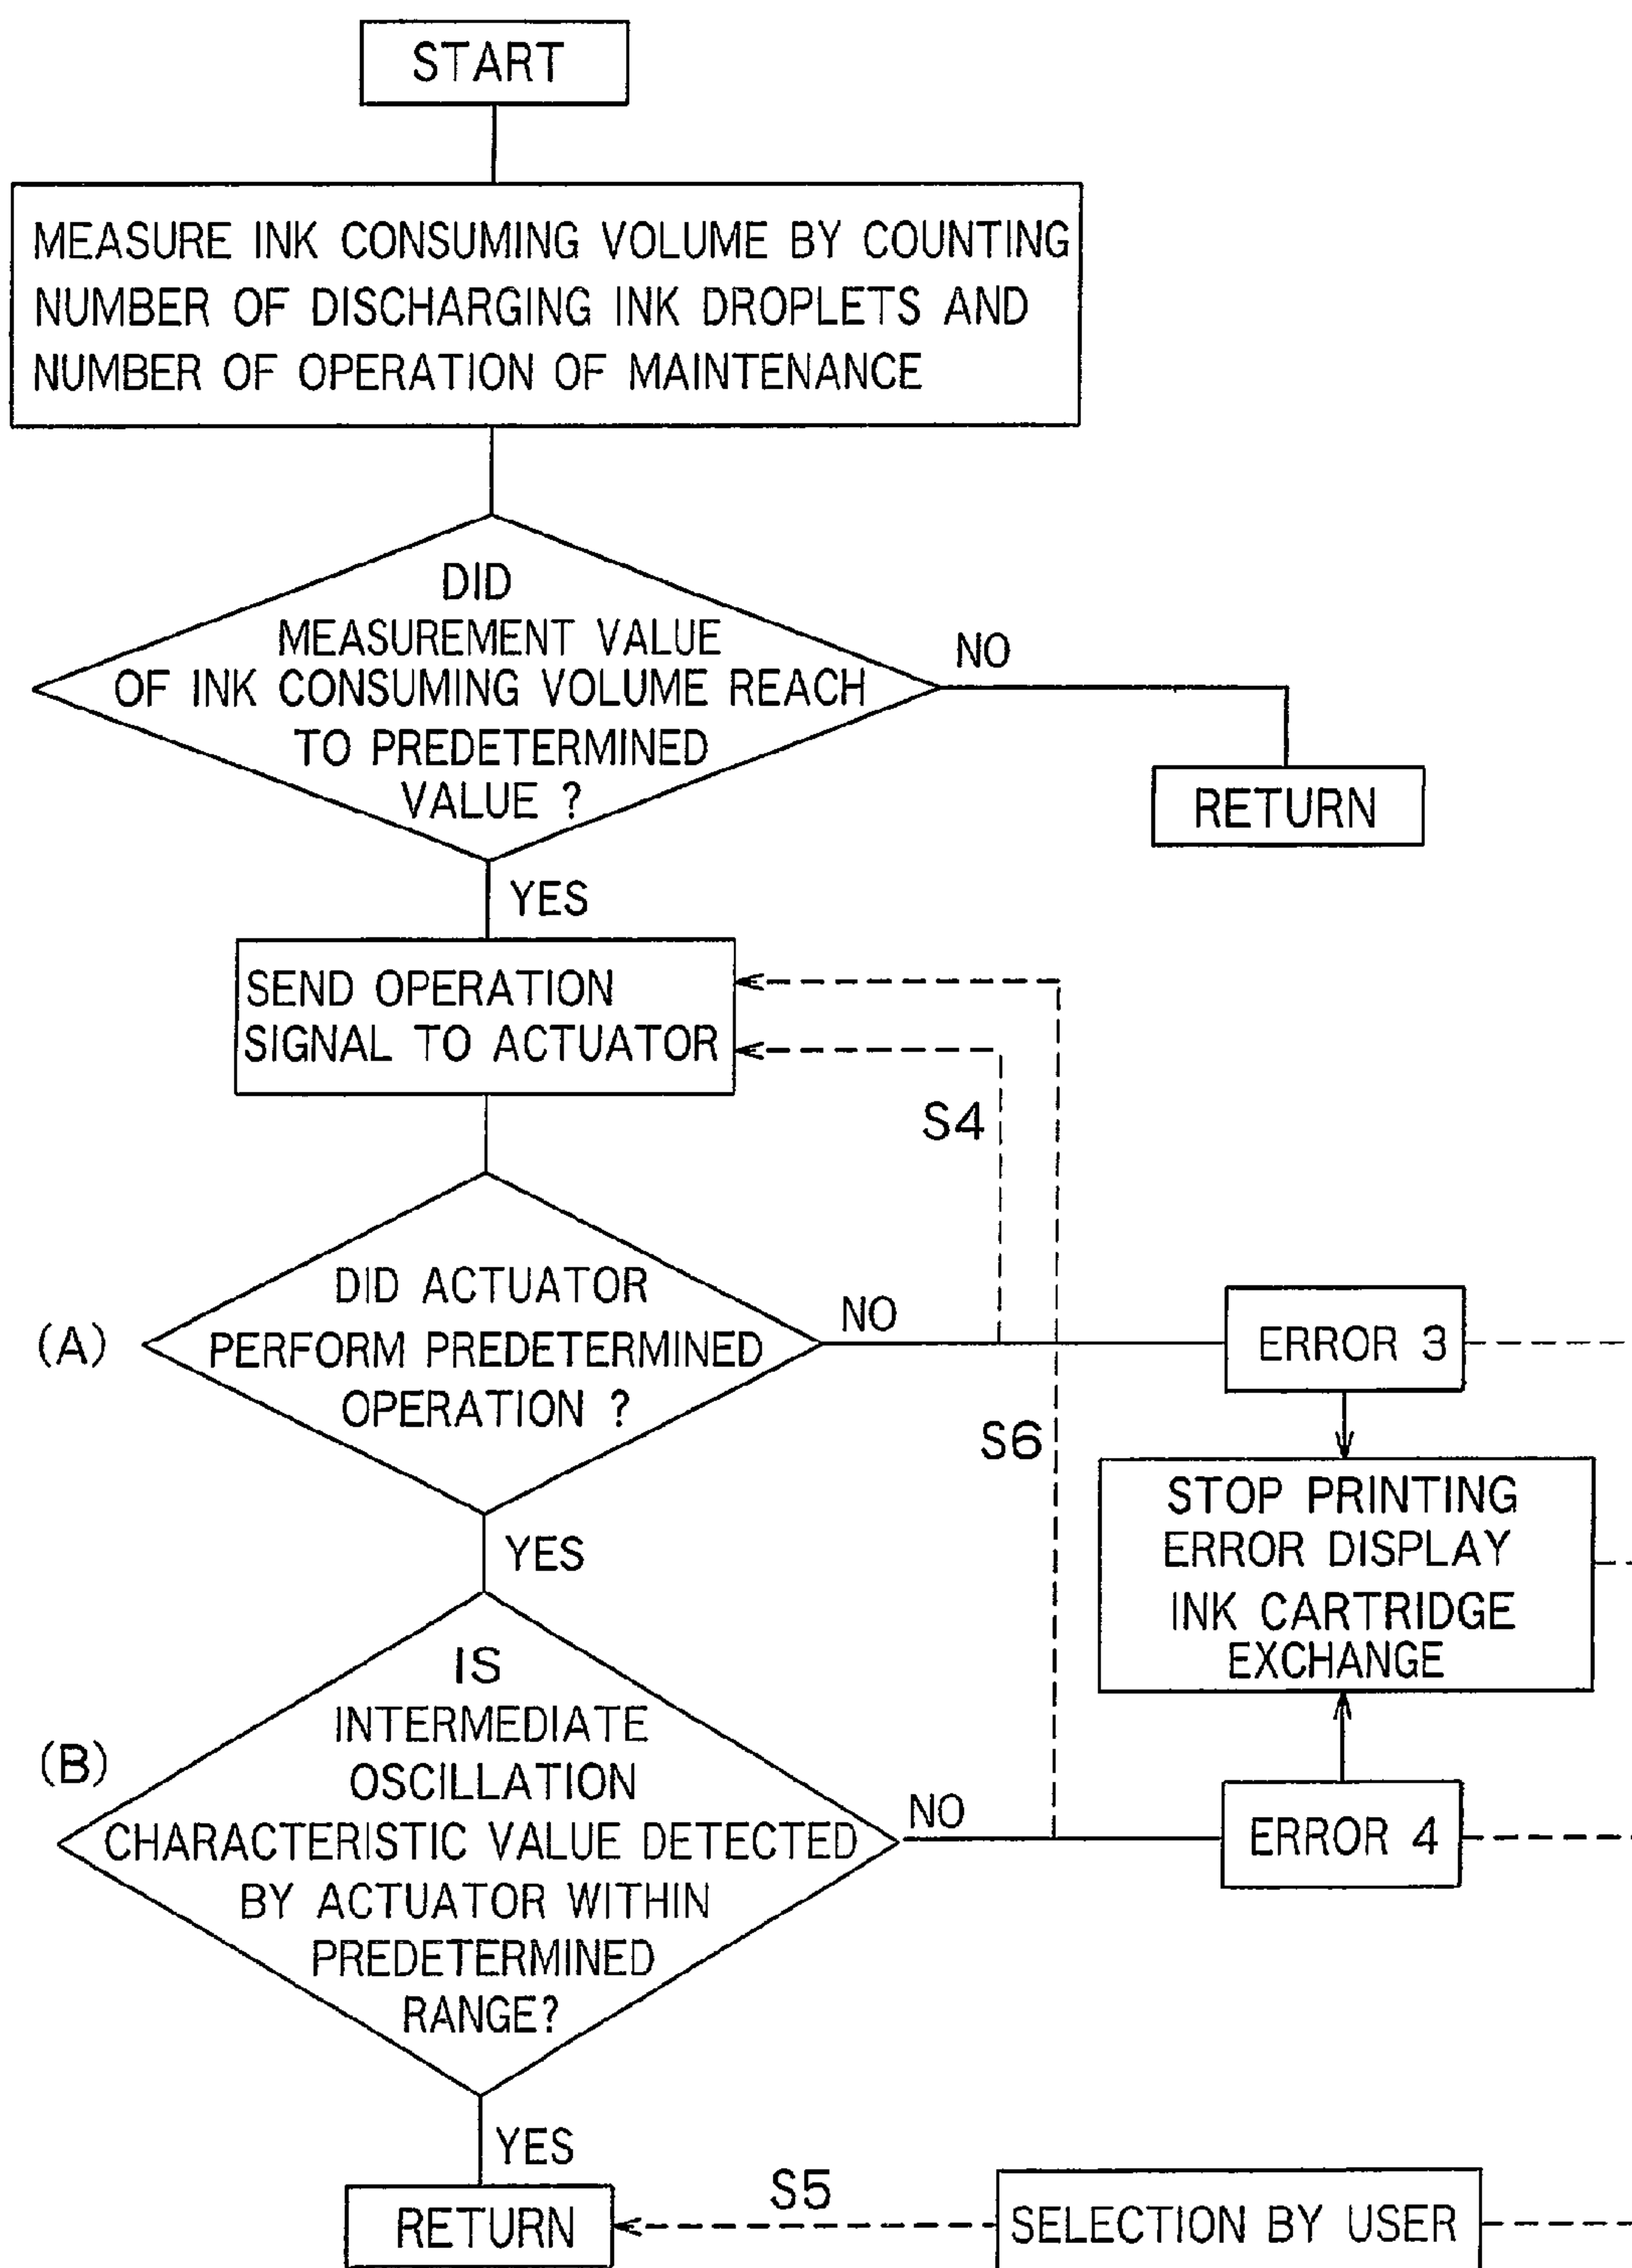 START
MEASURE INK CONSUMING VOLUME BY COUNTING
NUMBER OF DISCHARGING INK DROPLETS AND
NUMBER OF OPERATION OF MAINTENANCE
DID
MEASUREMENT VALUE
OF INK CONSUMING VOLUME REACH
TO PREDETERMINED
VALUE ?
NO
RETURN
YES
SEND OPERATION
SIGNAL TO ACTUATOR
S4
(A)
DID ACTUATOR
PERFORM PREDETERMINED
OPERATION ?
NO
ERROR 3
S6
STOP PRINTING
ERROR DISPLAY
INK CARTRIDGE
EXCHANGE
YES
(B)
IS
INTERMEDIATE
OSCILLATION
CHARACTERISTIC VALUE DETECTED
BY ACTUATOR WITHIN
PREDETERMINED
RANGE?
NO
ERROR 4
YES
RETURN
S5
SELECTION BY USER